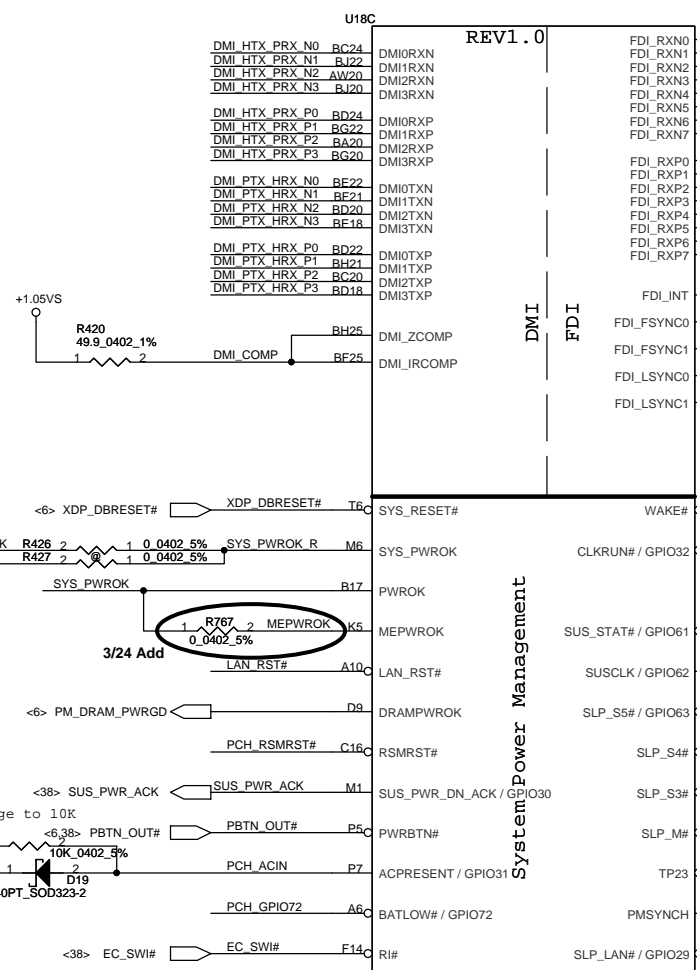 U18C
REV1.0
DMI_HTX_PRX_N0 BC24 DMI0RXN FDI_RXN0
DMI_HTX_PRX_N1 BJ22 DMI1RXN FDI_RXN1
DMI_HTX_PRX_N2 AW20 DMI2RXN FDI_RXN2
DMI_HTX_PRX_N3 BJ20 DMI3RXN FDI_RXN3
FDI_RXN4
FDI_RXN5
DMI_HTX_PRX_P0 BD24 DMI0RXP FDI_RXN6
DMI_HTX_PRX_P1 BG22 DMI1RXP FDI_RXN7
DMI_HTX_PRX_P2 BA20 DMI2RXP
DMI_HTX_PRX_P3 BG20 DMI3RXP FDI_RXP0
FDI_RXP1
DMI_PTX_HRX_N0 BE22 DMI0TXN FDI_RXP2
DMI_PTX_HRX_N1 BF21 DMI1TXN FDI_RXP3
DMI_PTX_HRX_N2 BD20 DMI2TXN FDI_RXP4
DMI_PTX_HRX_N3 BE18 DMI3TXN FDI_RXP5
FDI_RXP6
DMI_PTX_HRX_P0 BD22 DMI0TXP FDI_RXP7
DMI_PTX_HRX_P1 BH21 DMI1TXP
DMI_PTX_HRX_P2 BC20 DMI2TXP
DMI_PTX_HRX_P3 BD18 DMI3TXP FDI_INT
+1.05VS
DMI FDI
FDI_FSYNC0
R420
49.9_0402_1%
BH25 DMI_ZCOMP FDI_FSYNC1
1 2 DMI_COMP BF25 DMI_IRCOMP FDI_LSYNC0
FDI_LSYNC1
<6> XDP_DBRESET# XDP_DBRESET# T6 SYS_RESET# WAKE#
K R426 2 1 0_0402_5% SYS_PWROK_R M6 SYS_PWROK CLKRUN# / GPIO32
R427 2 @ 1 0_0402_5%
SYS_PWROK B17 PWROK
1 R767 2 MEPWROK K5 MEPWROK SUS_STAT# / GPIO61
0_0402_5%
3/24 Add
LAN_RST# A10 LAN_RST# SUSCLK / GPIO62
System Power Management
<6> PM_DRAM_PWRGD D9 DRAMPWROK SLP_S5# / GPIO63
PCH_RSMRST# C16 RSMRST# SLP_S4#
<38> SUS_PWR_ACK SUS_PWR_ACK M1 SUS_PWR_DN_ACK / GPIO30 SLP_S3#
ge to 10K
<6,38> PBTN_OUT# PBTN_OUT# P5 PWRBTN# SLP_M#
2
10K_0402_5%
1 2 PCH_ACIN P7 ACPRESENT / GPIO31 TP23
D19
0PT_SOD323-2
PCH_GPIO72 A6 BATLOW# / GPIO72 PMSYNCH
<38> EC_SWI# EC_SWI# F14 RI# SLP_LAN# / GPIO29